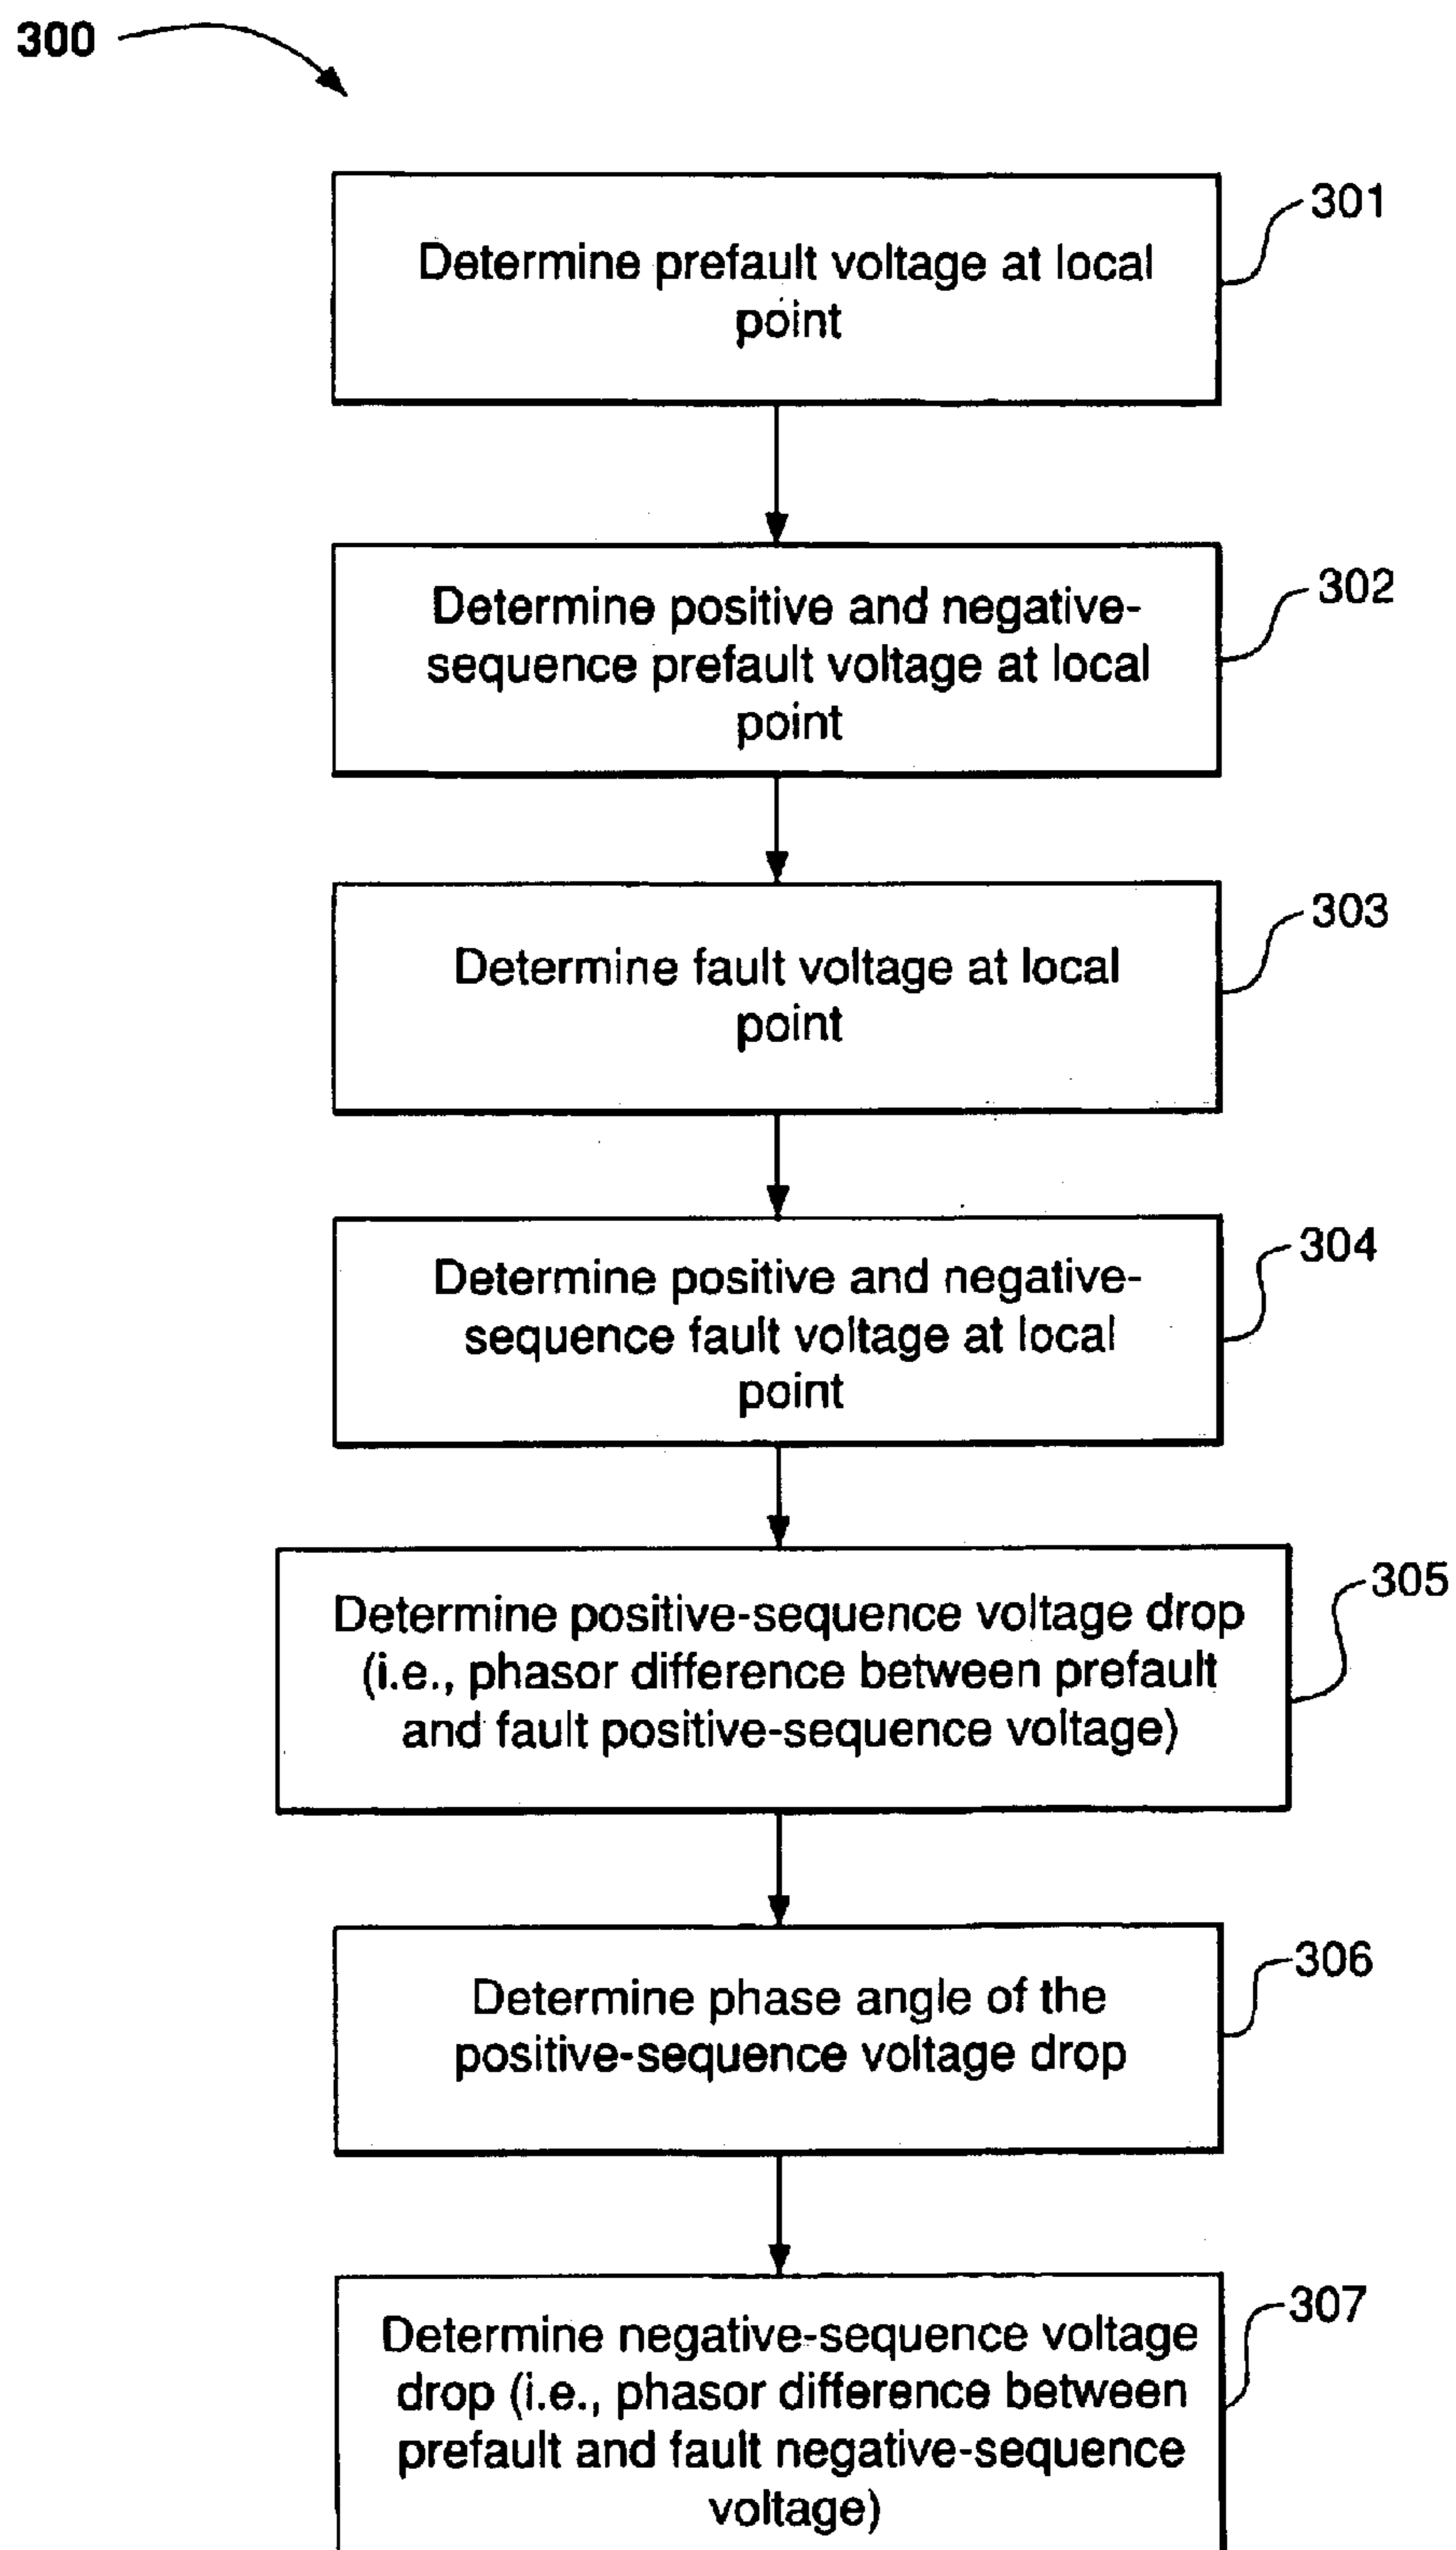 300
301
Determine prefault voltage at local
point
302
Determine positive and negative-
sequence prefault voltage at local
point
303
Determine fault voltage at local
point
304
Determine positive and negative-
sequence fault voltage at local
point
305
Determine positive-sequence voltage drop
(i.e., phasor difference between prefault
and fault positive-sequence voltage)
306
Determine phase angle of the
positive-sequence voltage drop
307
Determine negative-sequence voltage
drop (i.e., phasor difference between
prefault and fault negative-sequence
voltage)